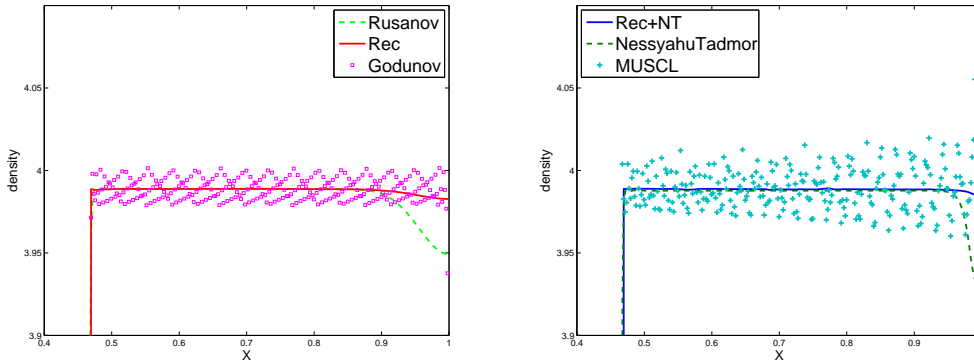 Rusanov
Rec
Godunov
4.05
4
3.95
3.9
density
0.4 0.5 0.6 0.7 0.8 0.9 1
X
Rec+NT
NessyahuTadmor
MUSCL
4.05
4
3.95
3.9
density
0.4 0.5 0.6 0.7 0.8 0.9
X